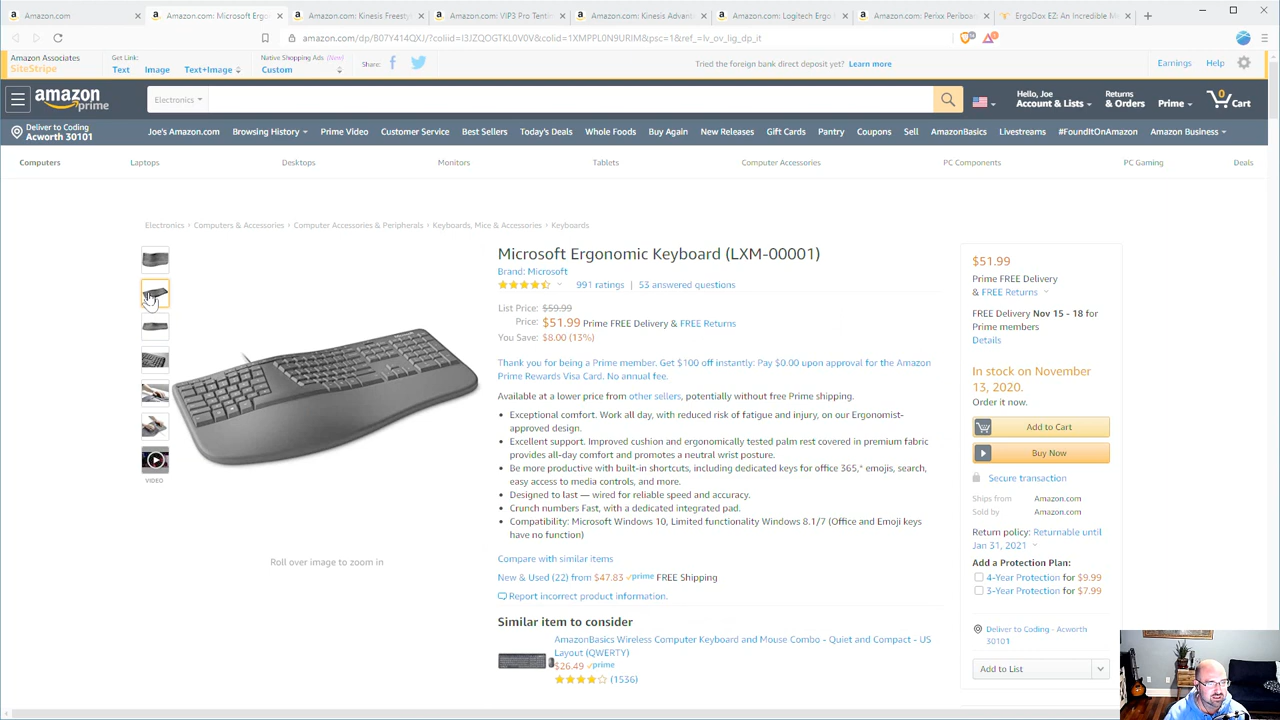 Amazon.com
Amazon.com: Microsoft Ergo
Amazon.com: Kinesis Freesty
Amazon.com: VIP3 Pro Tentin
Amazon.com: Kinesis Advant
Amazon.com: Logitech Ergo
Amazon.com: Perixx Periboa
ErgoDox EZ: An Incredible M
amazon.com/dp/B07Y414QXJ/?coliid=I3JZQOGTKL0V0V&colid=1XMPPL0N9URIM&psc=1&ref_=lv_ov_lig_dp_it
Amazon Associates
SiteStripe
Get Link:
Text Image Text+Image
Native Shopping Ads (New!)
Custom
Share:
Tried the foreign bank direct deposit yet? Learn more
Earnings Help
amazon prime
Electronics
Hello, Joe
Account & Lists
Returns
& Orders
Prime
0
Cart
Deliver to Coding
Acworth 30101
Joe's Amazon.com Browsing History Prime Video Customer Service Best Sellers Today's Deals Whole Foods Buy Again New Releases Gift Cards Pantry Coupons Sell AmazonBasics Livestreams #FoundItOnAmazon Amazon Business
Computers Laptops Desktops Monitors Tablets Computer Accessories PC Components PC Gaming Deals
Electronics › Computers & Accessories › Computer Accessories & Peripherals › Keyboards, Mice & Accessories › Keyboards
VIDEO
Roll over image to zoom in
Microsoft Ergonomic Keyboard (LXM-00001)
Brand: Microsoft
991 ratings | 53 answered questions
List Price: $59.99
Price: $51.99 Prime FREE Delivery & FREE Returns
You Save: $8.00 (13%)
Thank you for being a Prime member. Get $100 off instantly: Pay $0.00 upon approval for the Amazon
Prime Rewards Visa Card. No annual fee.
Available at a lower price from other sellers, potentially without free Prime shipping.
• Exceptional comfort. Work all day, with reduced risk of fatigue and injury, on our Ergonomist-
approved design.
• Excellent support. Improved cushion and ergonomically tested palm rest covered in premium fabric
provides all-day comfort and promotes a neutral wrist posture.
• Be more productive with built-in shortcuts, including dedicated keys for office 365,* emojis, search,
easy access to media controls, and more.
• Designed to last — wired for reliable speed and accuracy.
• Crunch numbers Fast, with a dedicated integrated pad.
• Compatibility: Microsoft Windows 10, Limited functionality Windows 8.1/7 (Office and Emoji keys
have no function)
Compare with similar items
New & Used (22) from $47.83 prime FREE Shipping
Report incorrect product information.
Similar item to consider
AmazonBasics Wireless Computer Keyboard and Mouse Combo - Quiet and Compact - US
Layout (QWERTY)
$26.49 prime
(1536)
$51.99
Prime FREE Delivery
& FREE Returns
FREE Delivery Nov 15 - 18 for
Prime members
Details
In stock on November
13, 2020.
Order it now.
Add to Cart
Buy Now
Secure transaction
Ships from Amazon.com
Sold by Amazon.com
Return policy: Returnable until
Jan 31, 2021
Add a Protection Plan:
4-Year Protection for $9.99
3-Year Protection for $7.99
Deliver to Coding - Acworth
30101
Add to List